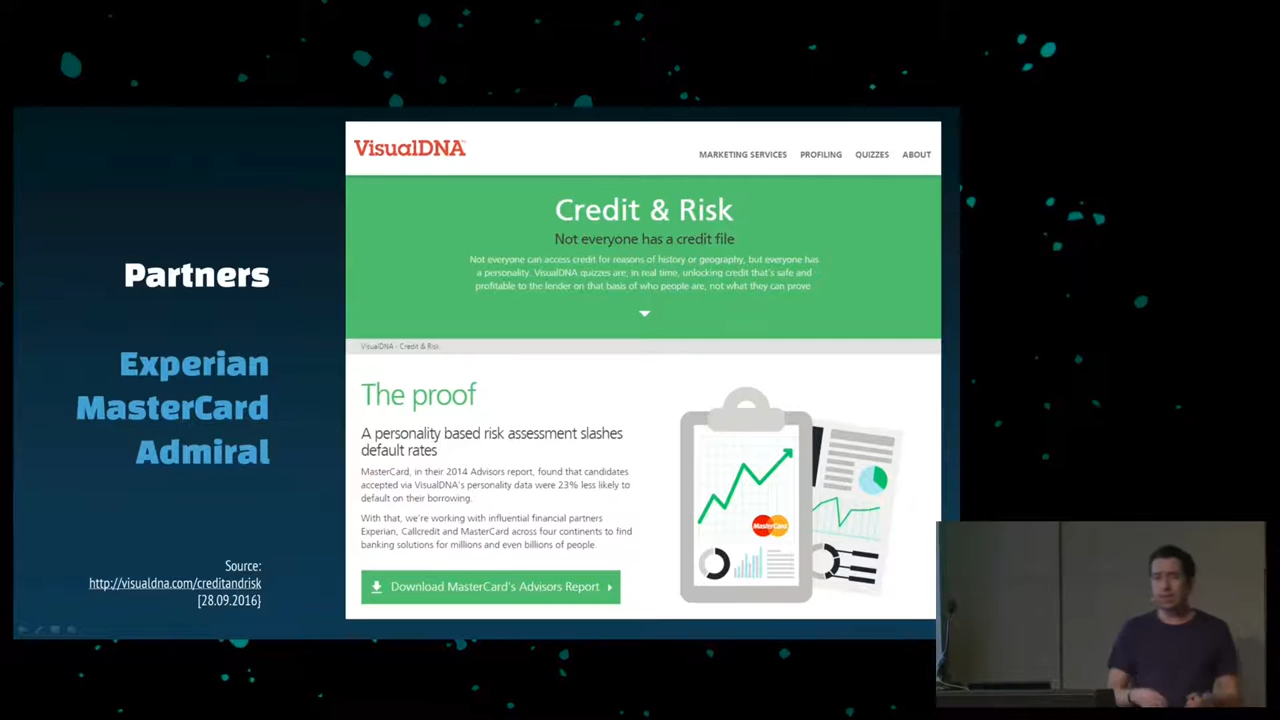 Partners
Experian
MasterCard
Admiral
Source:
http://visualdna.com/creditandrisk
[28.09.2016}
VisualDNA
MARKETING SERVICES PROFILING QUIZZES ABOUT
Credit & Risk
Not everyone has a credit file
Not everyone can access credit for reasons of history or geography, but everyone has
a personality. VisualDNA quizzes are, in real time, unlocking credit that's safe and
profitable to the lender on that basis of who people are, not what they can prove
VisualDNA - Credit & Risk
The proof
A personality based risk assessment slashes
default rates
MasterCard, in their 2014 Advisors report, found that candidates
accepted via VisualDNA's personality data were 23% less likely to
default on their borrowing.
With that, we're working with influential financial partners
Experian, Callcredit and MasterCard across four continents to find
banking solutions for millions and even billions of people.
Download MasterCard's Advisors Report
MasterCard